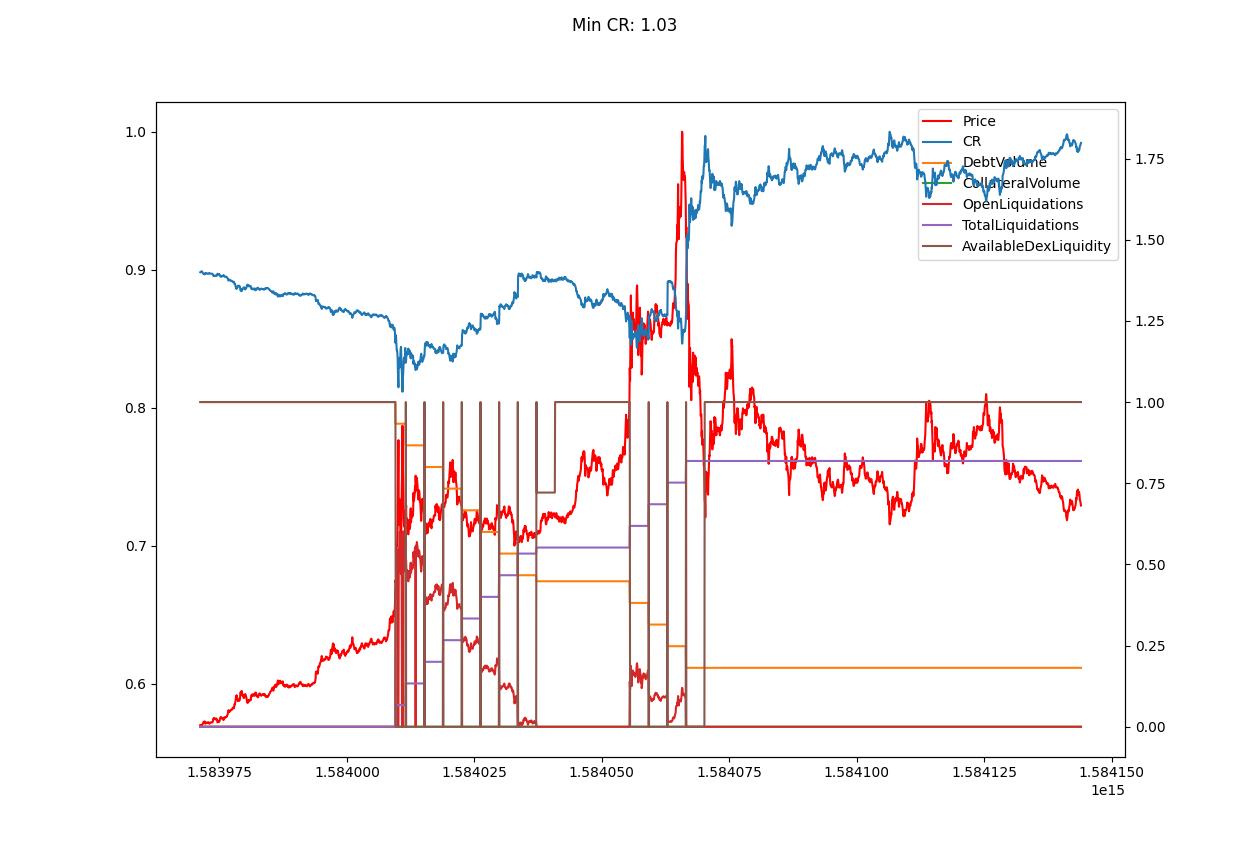 Min CR: 1.03
1.0
0.9
0.8
0.7
0.6
1.75
1.50
1.25
1.00
0.75
0.50
0.25
0.00
Price
CR
DebtVolume
CollateralVolume
OpenLiquidations
TotalLiquidations
AvailableDexLiquidity
1.583975 1.584000 1.584025 1.584050 1.584075 1.584100 1.584125 1.584150
1e15